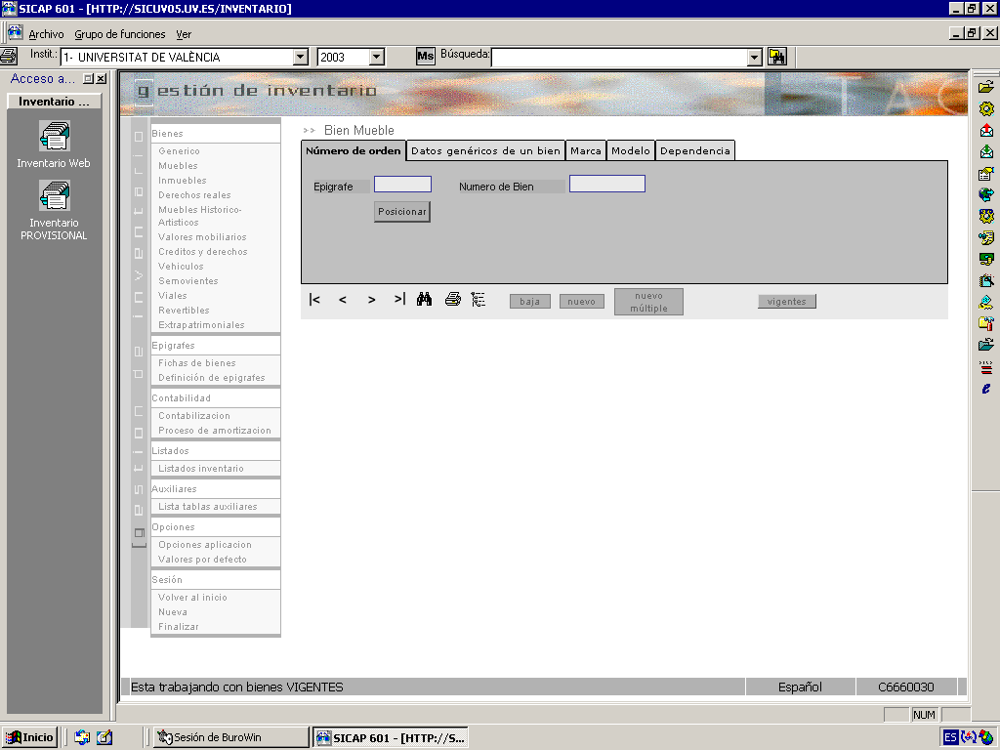 SICAP 601 - [HTTP://SICUV05.UV.ES/INVENTARIO]
Archivo Grupo de funciones Ver
Instit.: 1- UNIVERSITAT DE VALÈNCIA 2003 Ms Búsqueda:
Acceso a...
Inventario ...
Inventario Web
Inventario
PROVISIONAL
gestión de inventario
TAC
Bienes
Generico
Muebles
Inmuebles
Derechos reales
Muebles Historico-
Artisticos
Valores mobiliarios
Creditos y derechos
Vehiculos
Semovientes
Viales
Revertibles
Extrapatrimoniales
Epigrafes
Fichas de bienes
Definición de epigrafes
Contabilidad
Contabilizacion
Proceso de amortizacion
Listados
Listados inventario
Auxiliares
Lista tablas auxiliares
Opciones
Opciones aplicacion
Valores por defecto
Sesión
Volver al inicio
Nueva
Finalizar
>> Bien Mueble
Número de orden Datos genéricos de un bien Marca Modelo Dependencia
Epigrafe Numero de Bien
Posicionar
|< < > >| baja nuevo nuevo múltiple vigentes
Esta trabajando con bienes VIGENTES Español C6660030
NUM
Inicio Sesión de BuroWin SICAP 601 - [HTTP://S... ES